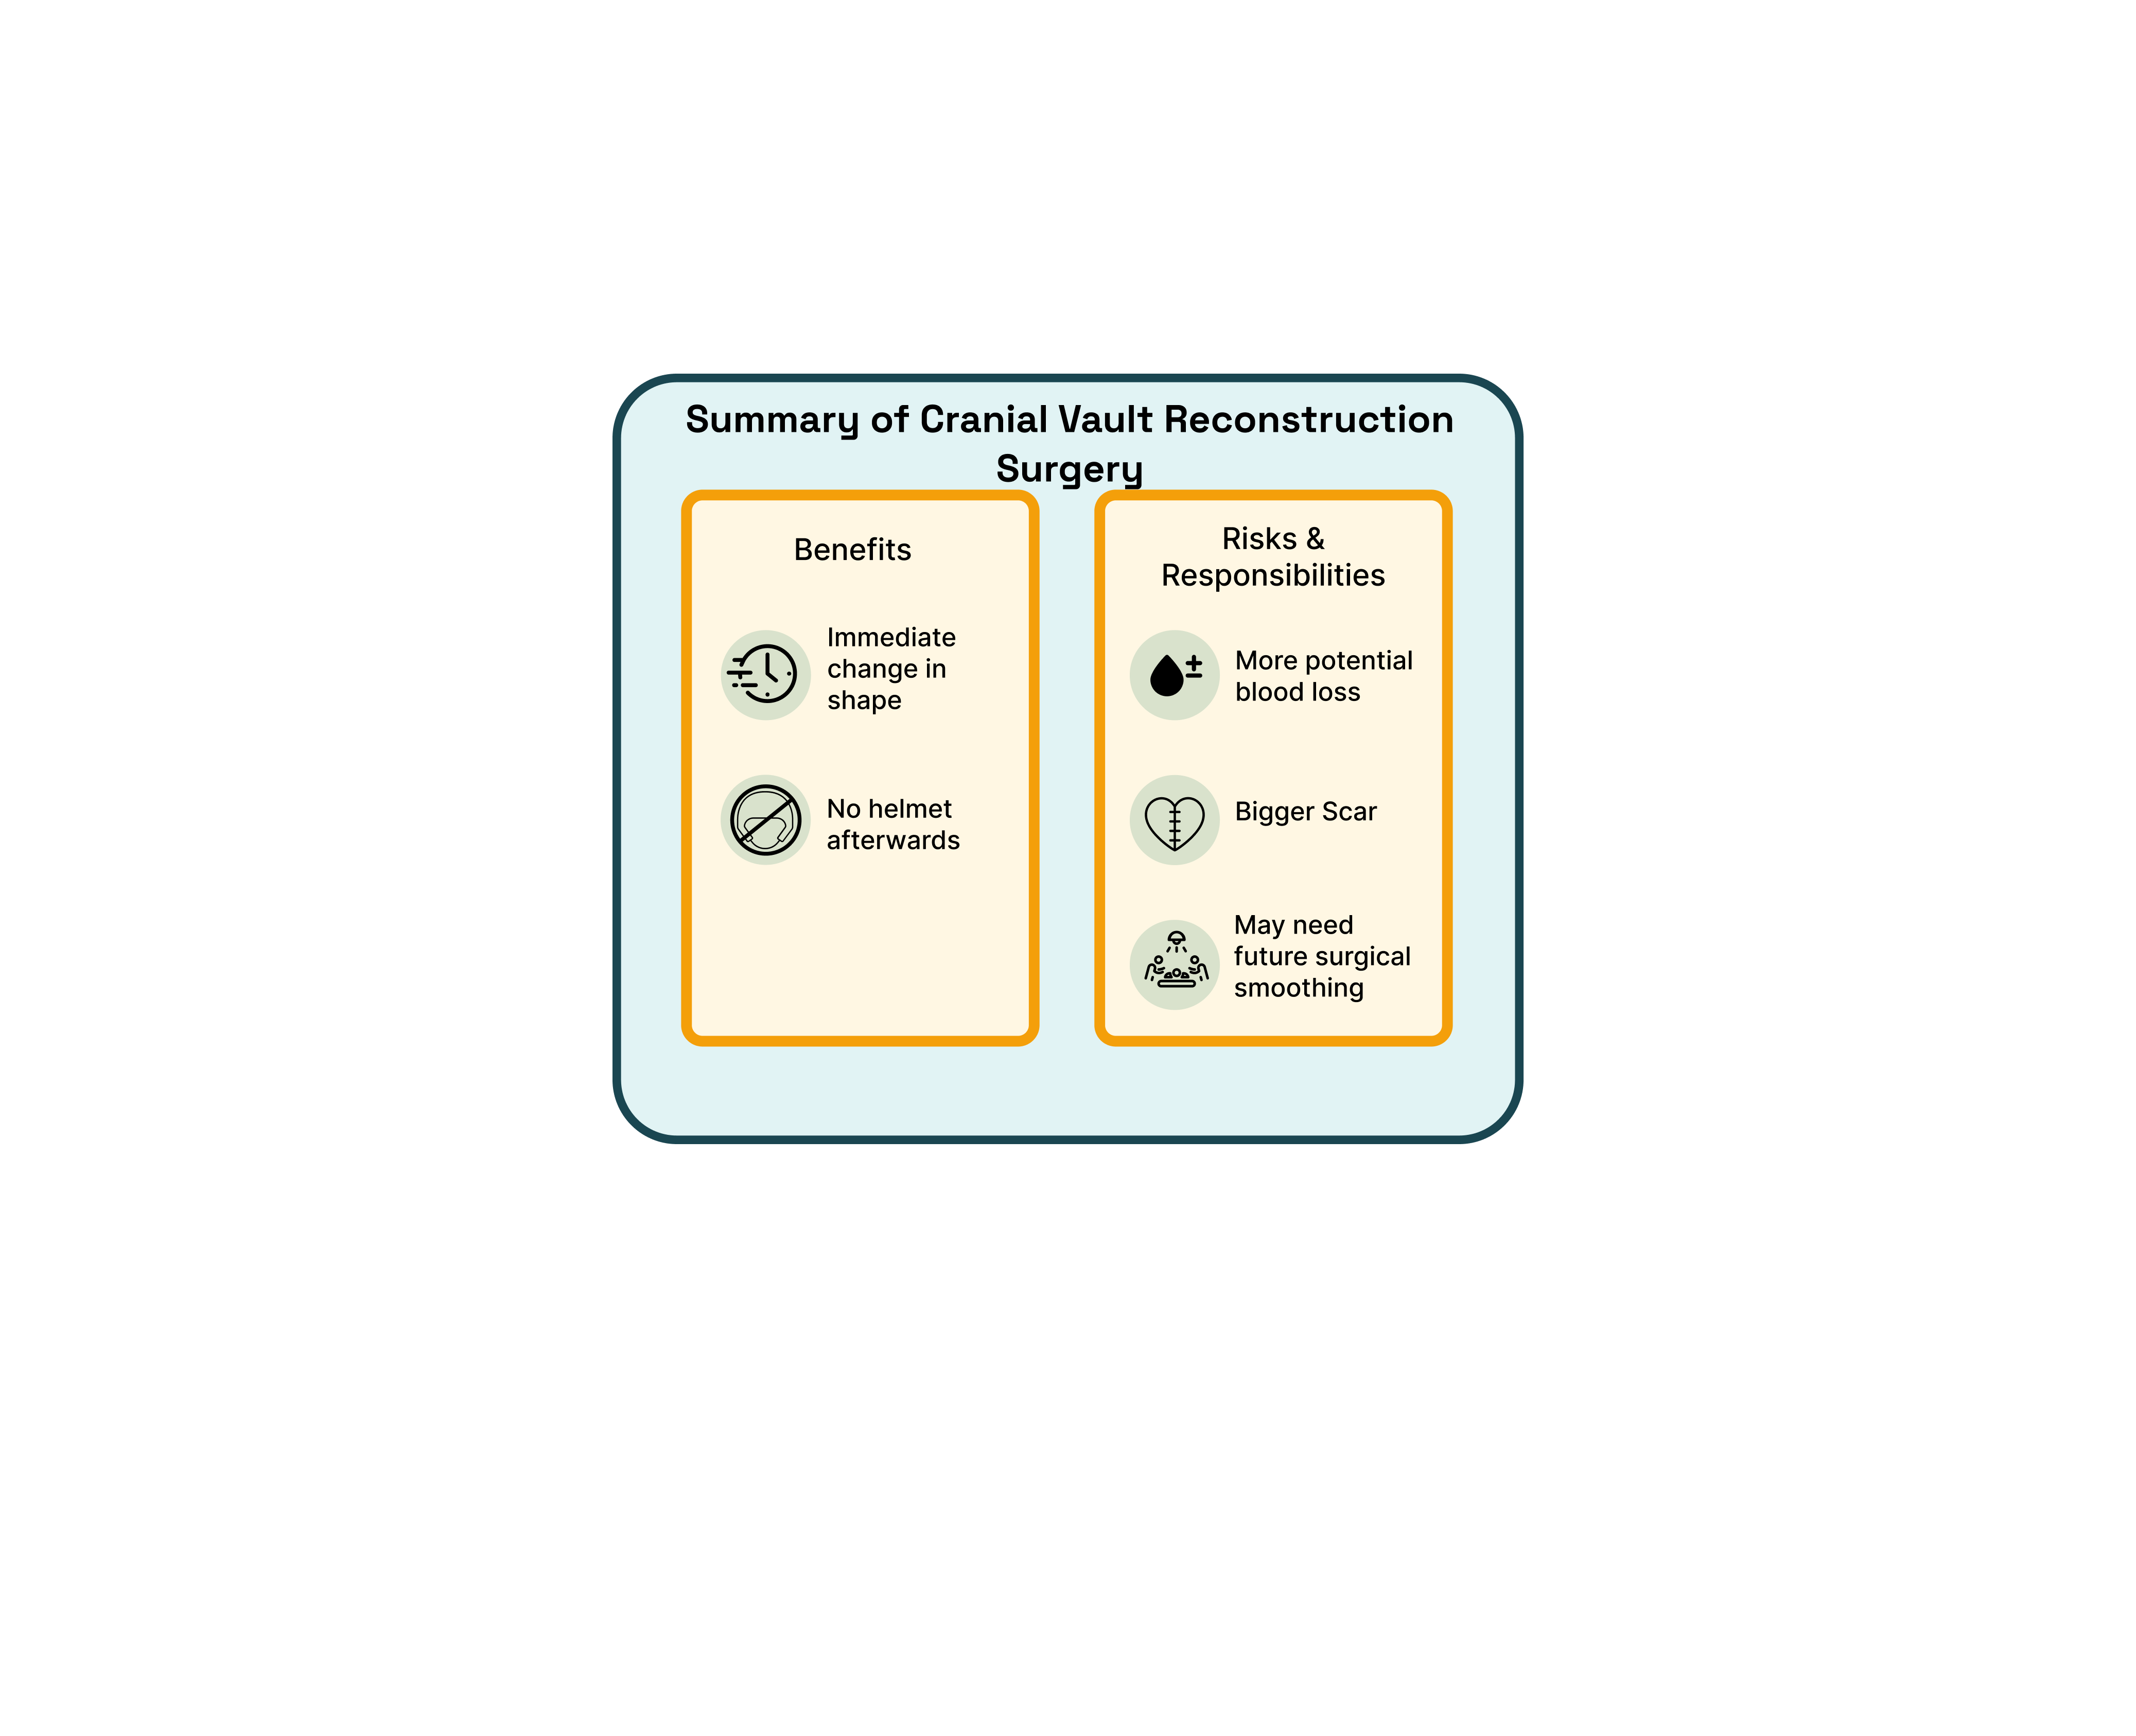 Summary of Cranial Vault Reconstruction
Surgery
Benefits
Immediate
change in
shape
No helmet
afterwards
Risks &
Responsibilities
More potential
blood loss
Bigger Scar
May need
future surgical
smoothing